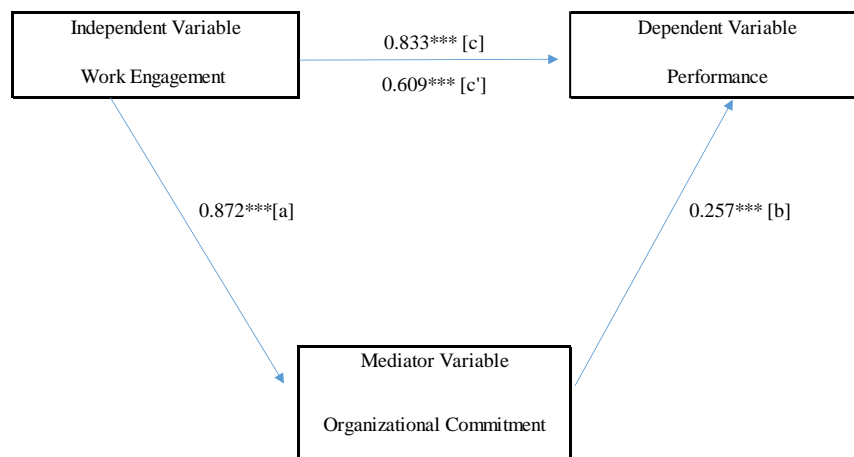 Independent Variable
Work Engagement
0.833*** [c]
0.609*** [c']
Dependent Variable
Performance
0.872***[a]
0.257*** [b]
Mediator Variable
Organizational Commitment